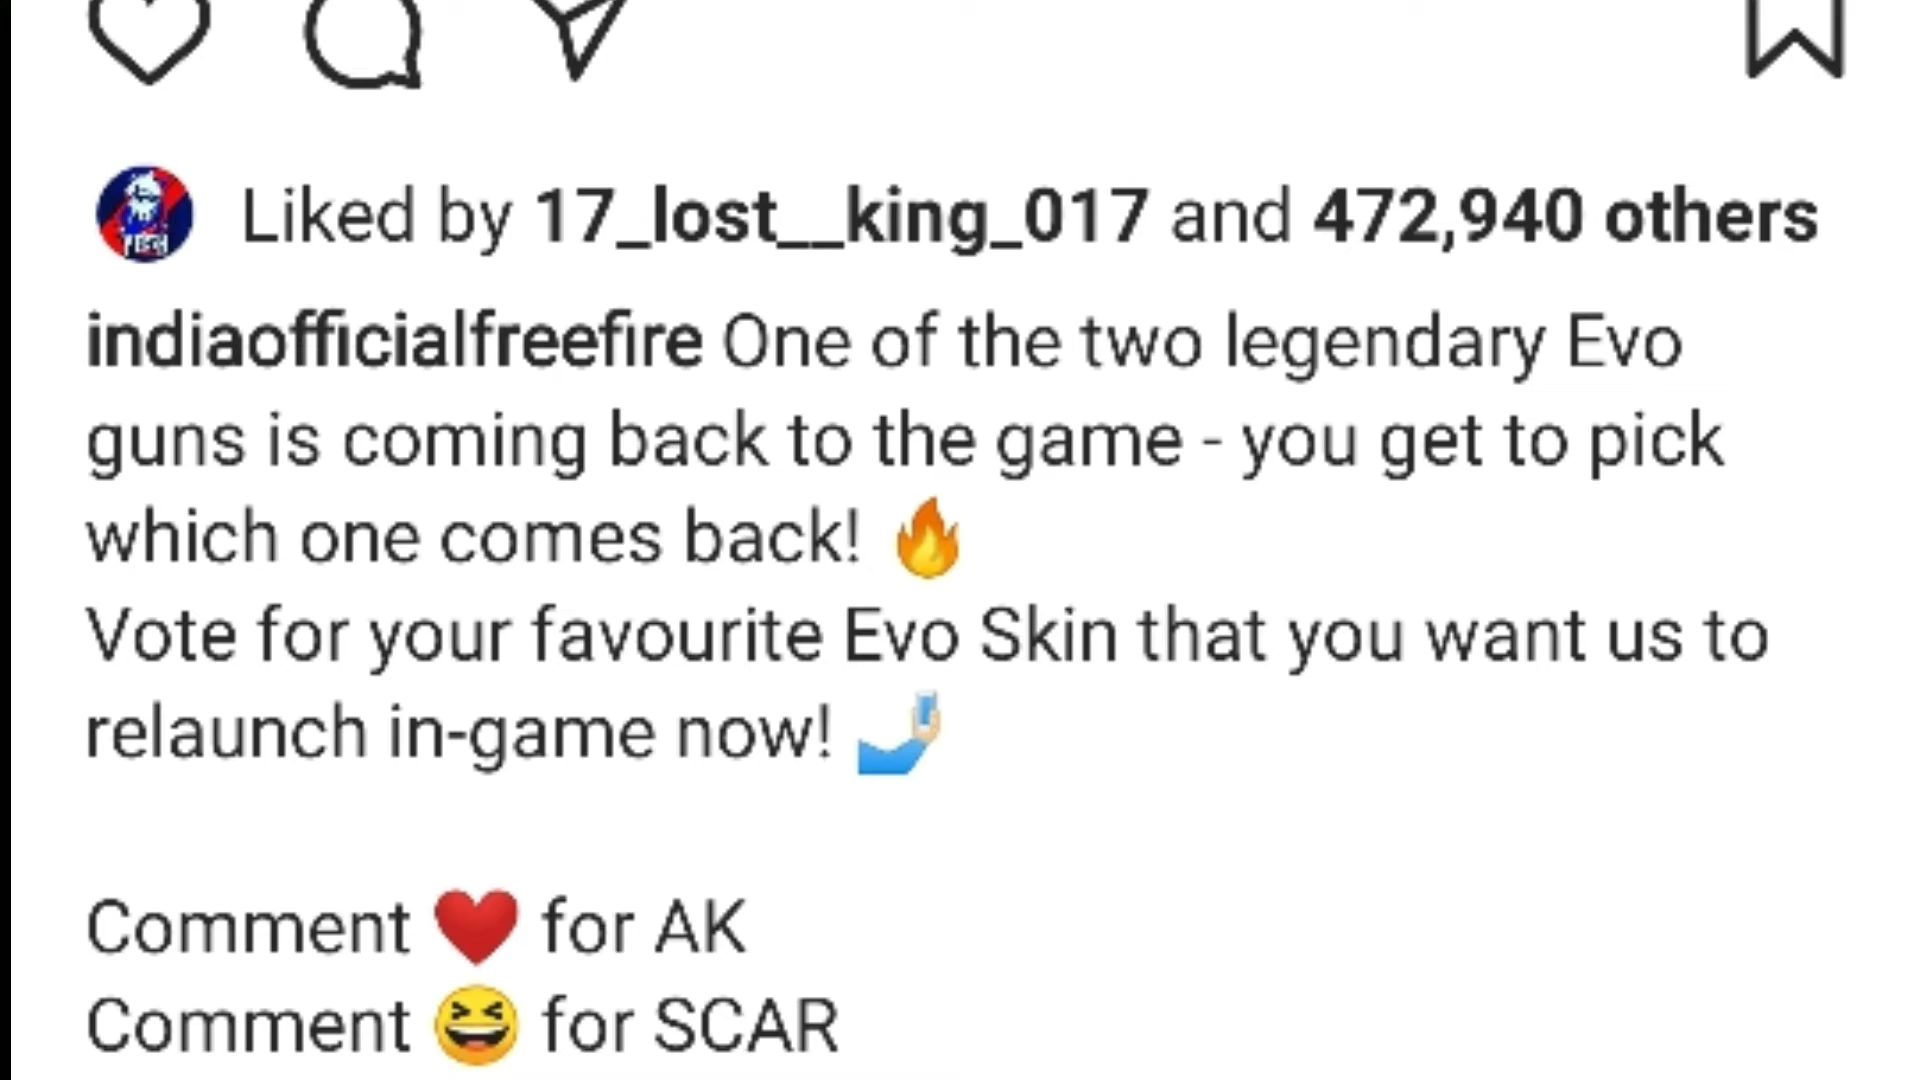 Liked by 17_lost__king_017 and 472,940 others
indiaofficialfreefire One of the two legendary Evo
guns is coming back to the game - you get to pick
which one comes back! 🔥
Vote for your favourite Evo Skin that you want us to
relaunch in-game now! 🤳
Comment ❤️ for AK
Comment 😆 for SCAR